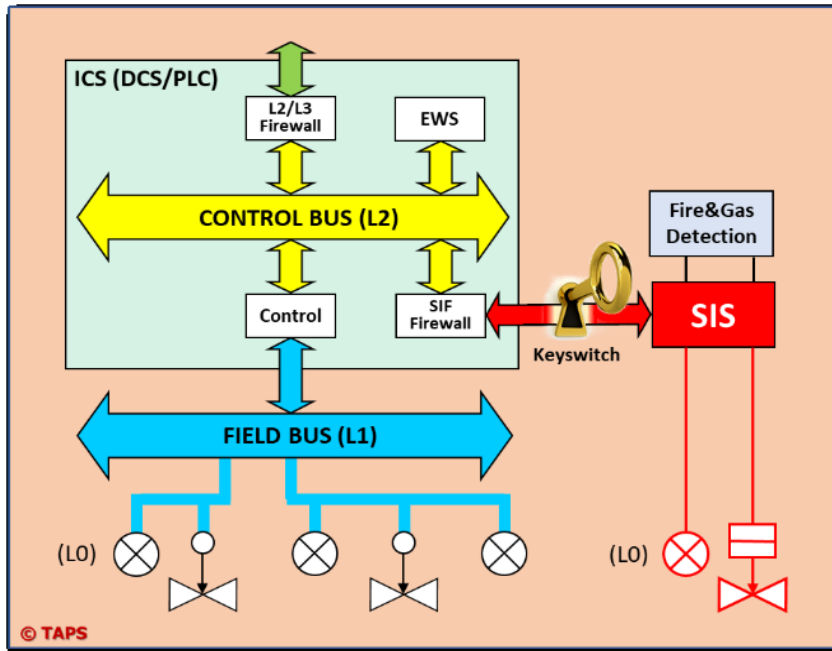 ICS (DCS/PLC)
L2/L3
Firewall
EWS
CONTROL BUS (L2)
Fire&Gas
Detection
Control
SIF
Firewall
Keyswitch
SIS
FIELD BUS (L1)
(L0)
(L0)
© TAPS